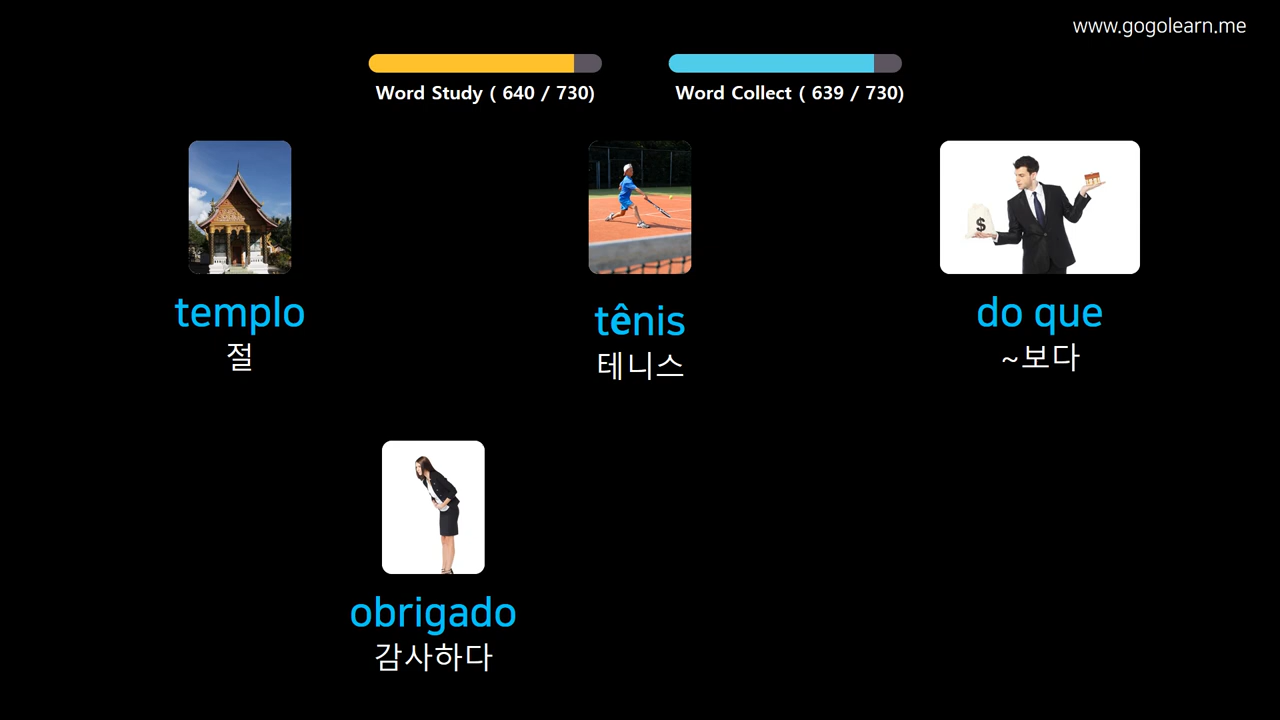 www.gogolearn.me
Word Study ( 640 / 730)
Word Collect ( 639 / 730)
templo
절
tênis
테니스
do que
~보다
$
obrigado
감사하다